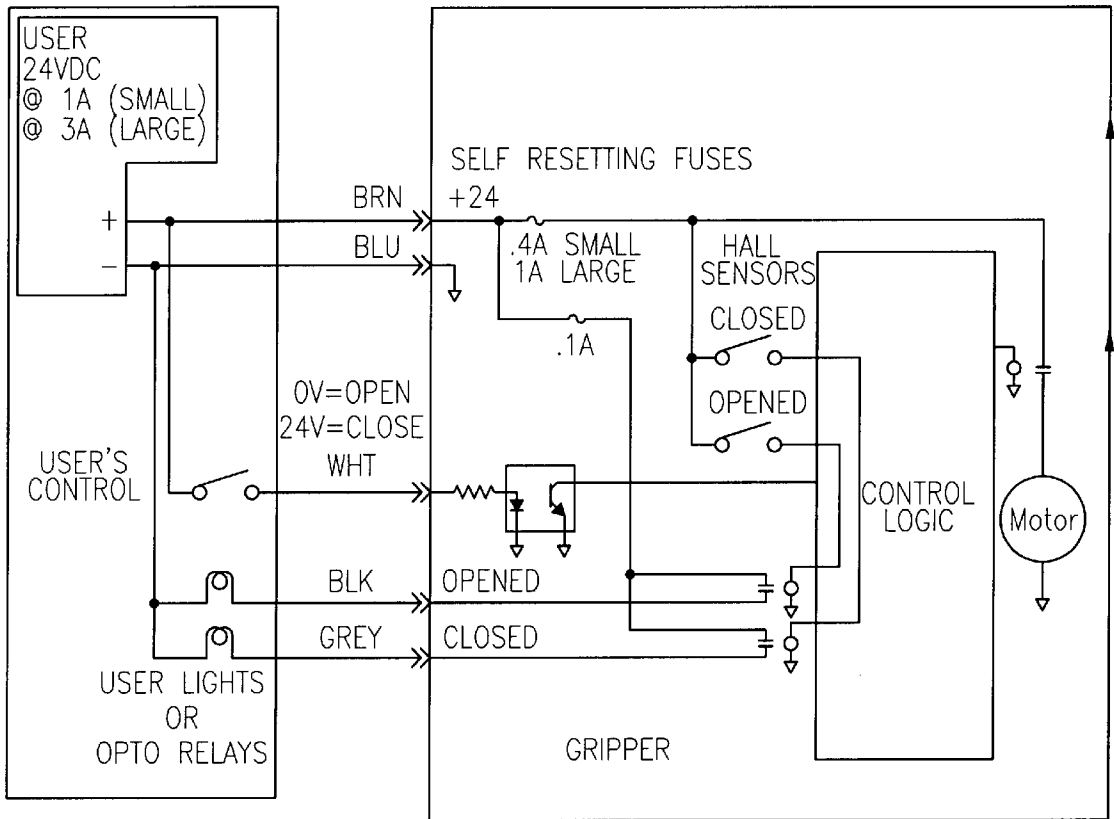 USER
24VDC
@ 1A (SMALL)
@ 3A (LARGE)
+
−
BRN
BLU
SELF RESETTING FUSES
+24
.4A SMALL
1A LARGE
.1A
HALL
SENSORS
CLOSED
OPENED
0V=OPEN
24V=CLOSE
WHT
USER'S
CONTROL
CONTROL
LOGIC
Motor
BLK
OPENED
GREY
CLOSED
USER LIGHTS
OR
OPTO RELAYS
GRIPPER